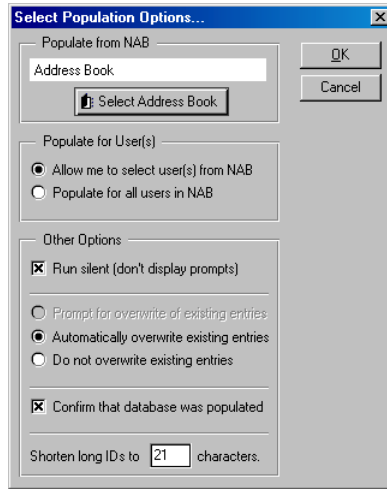 Select Population Options...
Populate from NAB
Address Book
Select Address Book
OK
Cancel
Populate for User(s)
Allow me to select user(s) from NAB
Populate for all users in NAB
Other Options
Run silent (don't display prompts)
Prompt for overwrite of existing entries
Automatically overwrite existing entries
Do not overwrite existing entries
Confirm that database was populated
Shorten long IDs to 21 characters.